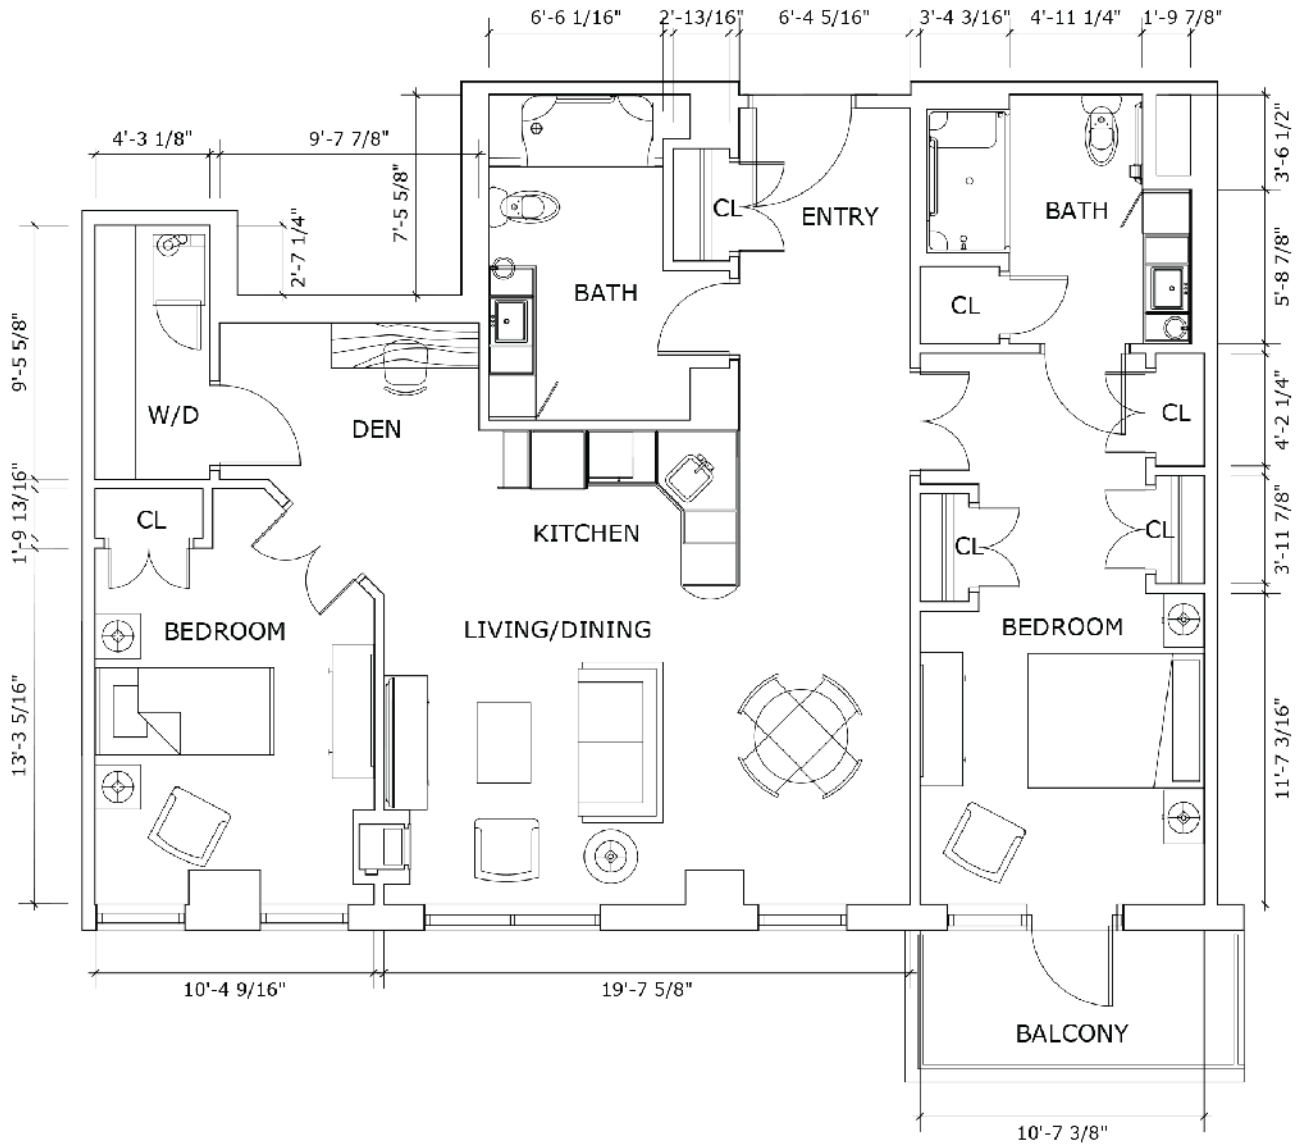 6'-6 1/16"
2'-13/16"
6'-4 5/16"
3'-4 3/16"
4'-11 1/4"
1'-9 7/8"
4'-3 1/8"
9'-7 7/8"
7'-5 5/8"
2'-7 1/4"
3'-6 1/2"
CL
ENTRY
BATH
5'-8 7/8"
BATH
CL
9'-5 5/8"
W/D
DEN
CL
4'-2 1/4"
1'-9 13/16"
CL
KITCHEN
CL
CL
3'-11 7/8"
BEDROOM
LIVING/DINING
BEDROOM
13'-3 5/16"
11'-7 3/16"
10'-4 9/16"
19'-7 5/8"
BALCONY
10'-7 3/8"